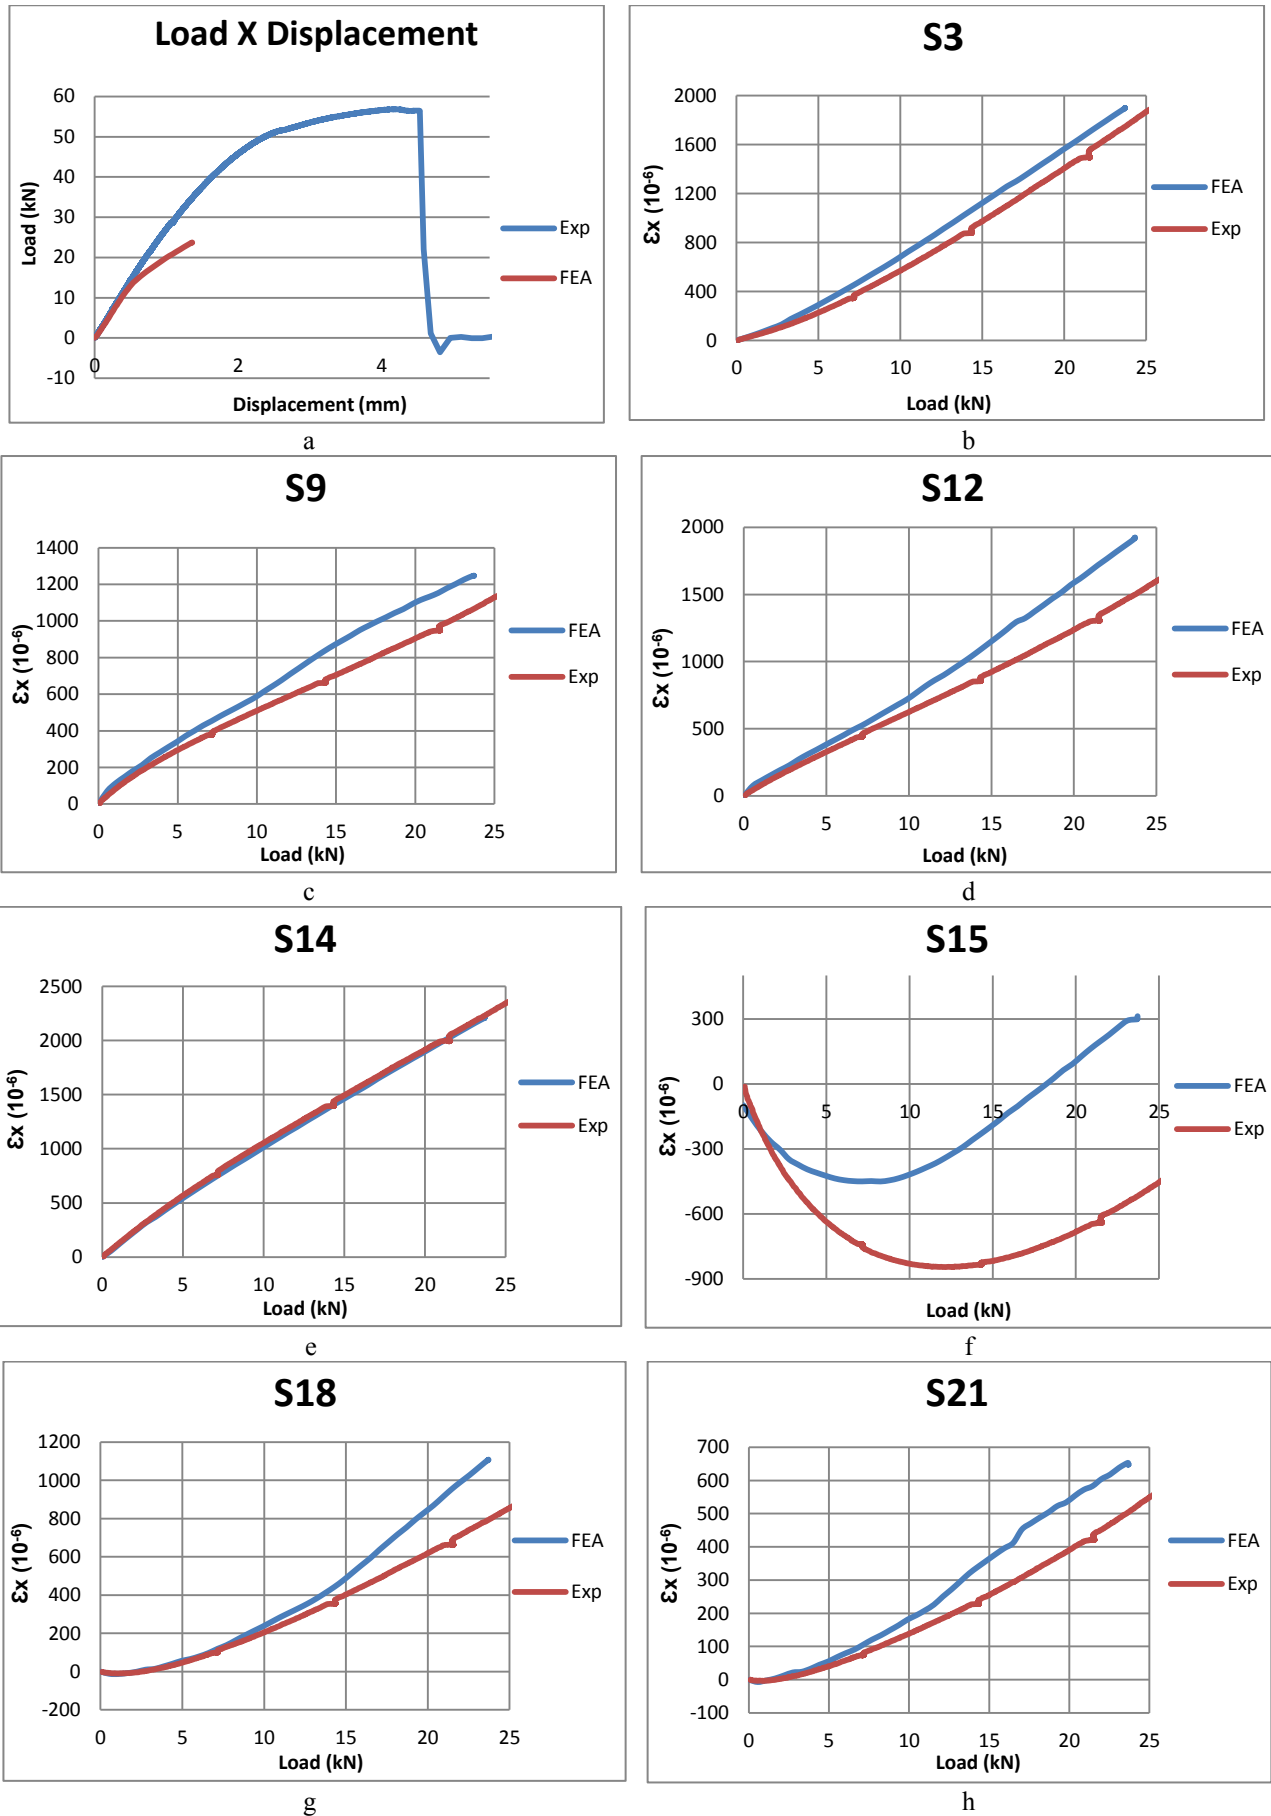 Load X Displacement
60
50
40
30
20
10
0
-10
0 2 4
Load (kN)
Displacement (mm)
Exp
FEA
a
S3
2000
1600
1200
800
400
0
0 5 10 15 20 25
Ɛx (10⁻⁶)
Load (kN)
FEA
Exp
b
S9
1400
1200
1000
800
600
400
200
0
0 5 10 15 20 25
Ɛx (10⁻⁶)
Load (kN)
FEA
Exp
c
S12
2000
1500
1000
500
0
0 5 10 15 20 25
Ɛx (10⁻⁶)
Load (kN)
FEA
Exp
d
S14
2500
2000
1500
1000
500
0
0 5 10 15 20 25
Ɛx (10⁻⁶)
Load (kN)
FEA
Exp
e
S15
300
0
-300
-600
-900
0 5 10 15 20 25
Ɛx (10⁻⁶)
Load (kN)
FEA
Exp
f
S18
1200
1000
800
600
400
200
0
-200
0 5 10 15 20 25
Ɛx (10⁻⁶)
Load (kN)
FEA
Exp
g
S21
700
600
500
400
300
200
100
0
-100
0 5 10 15 20 25
Ɛx (10⁻⁶)
Load (kN)
FEA
Exp
h